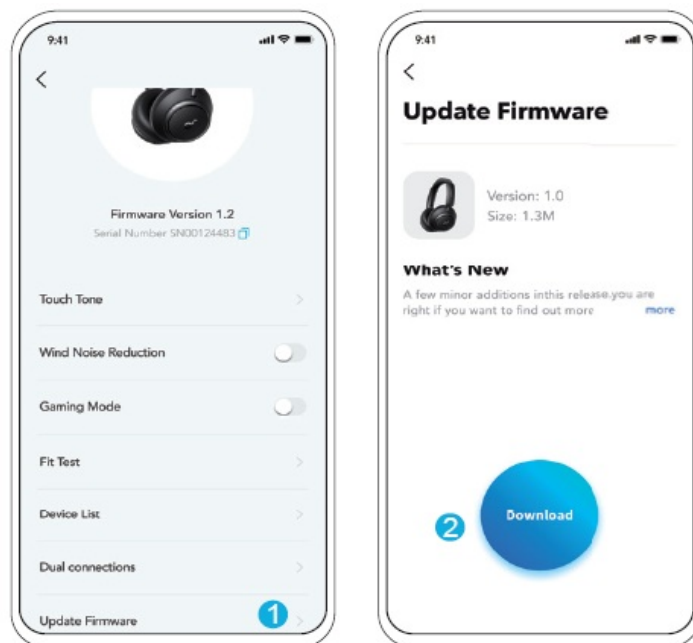 9:41
Firmware Version 1.2
Serial Number SN00124483
Touch Tone
Wind Noise Reduction
Gaming Mode
Fit Test
Device List
Dual connections
Update Firmware
1
9:41
Update Firmware
Version: 1.0
Size: 1.3M
What's New
A few minor additions inthis release.you are
right if you want to find out more more
2
Download